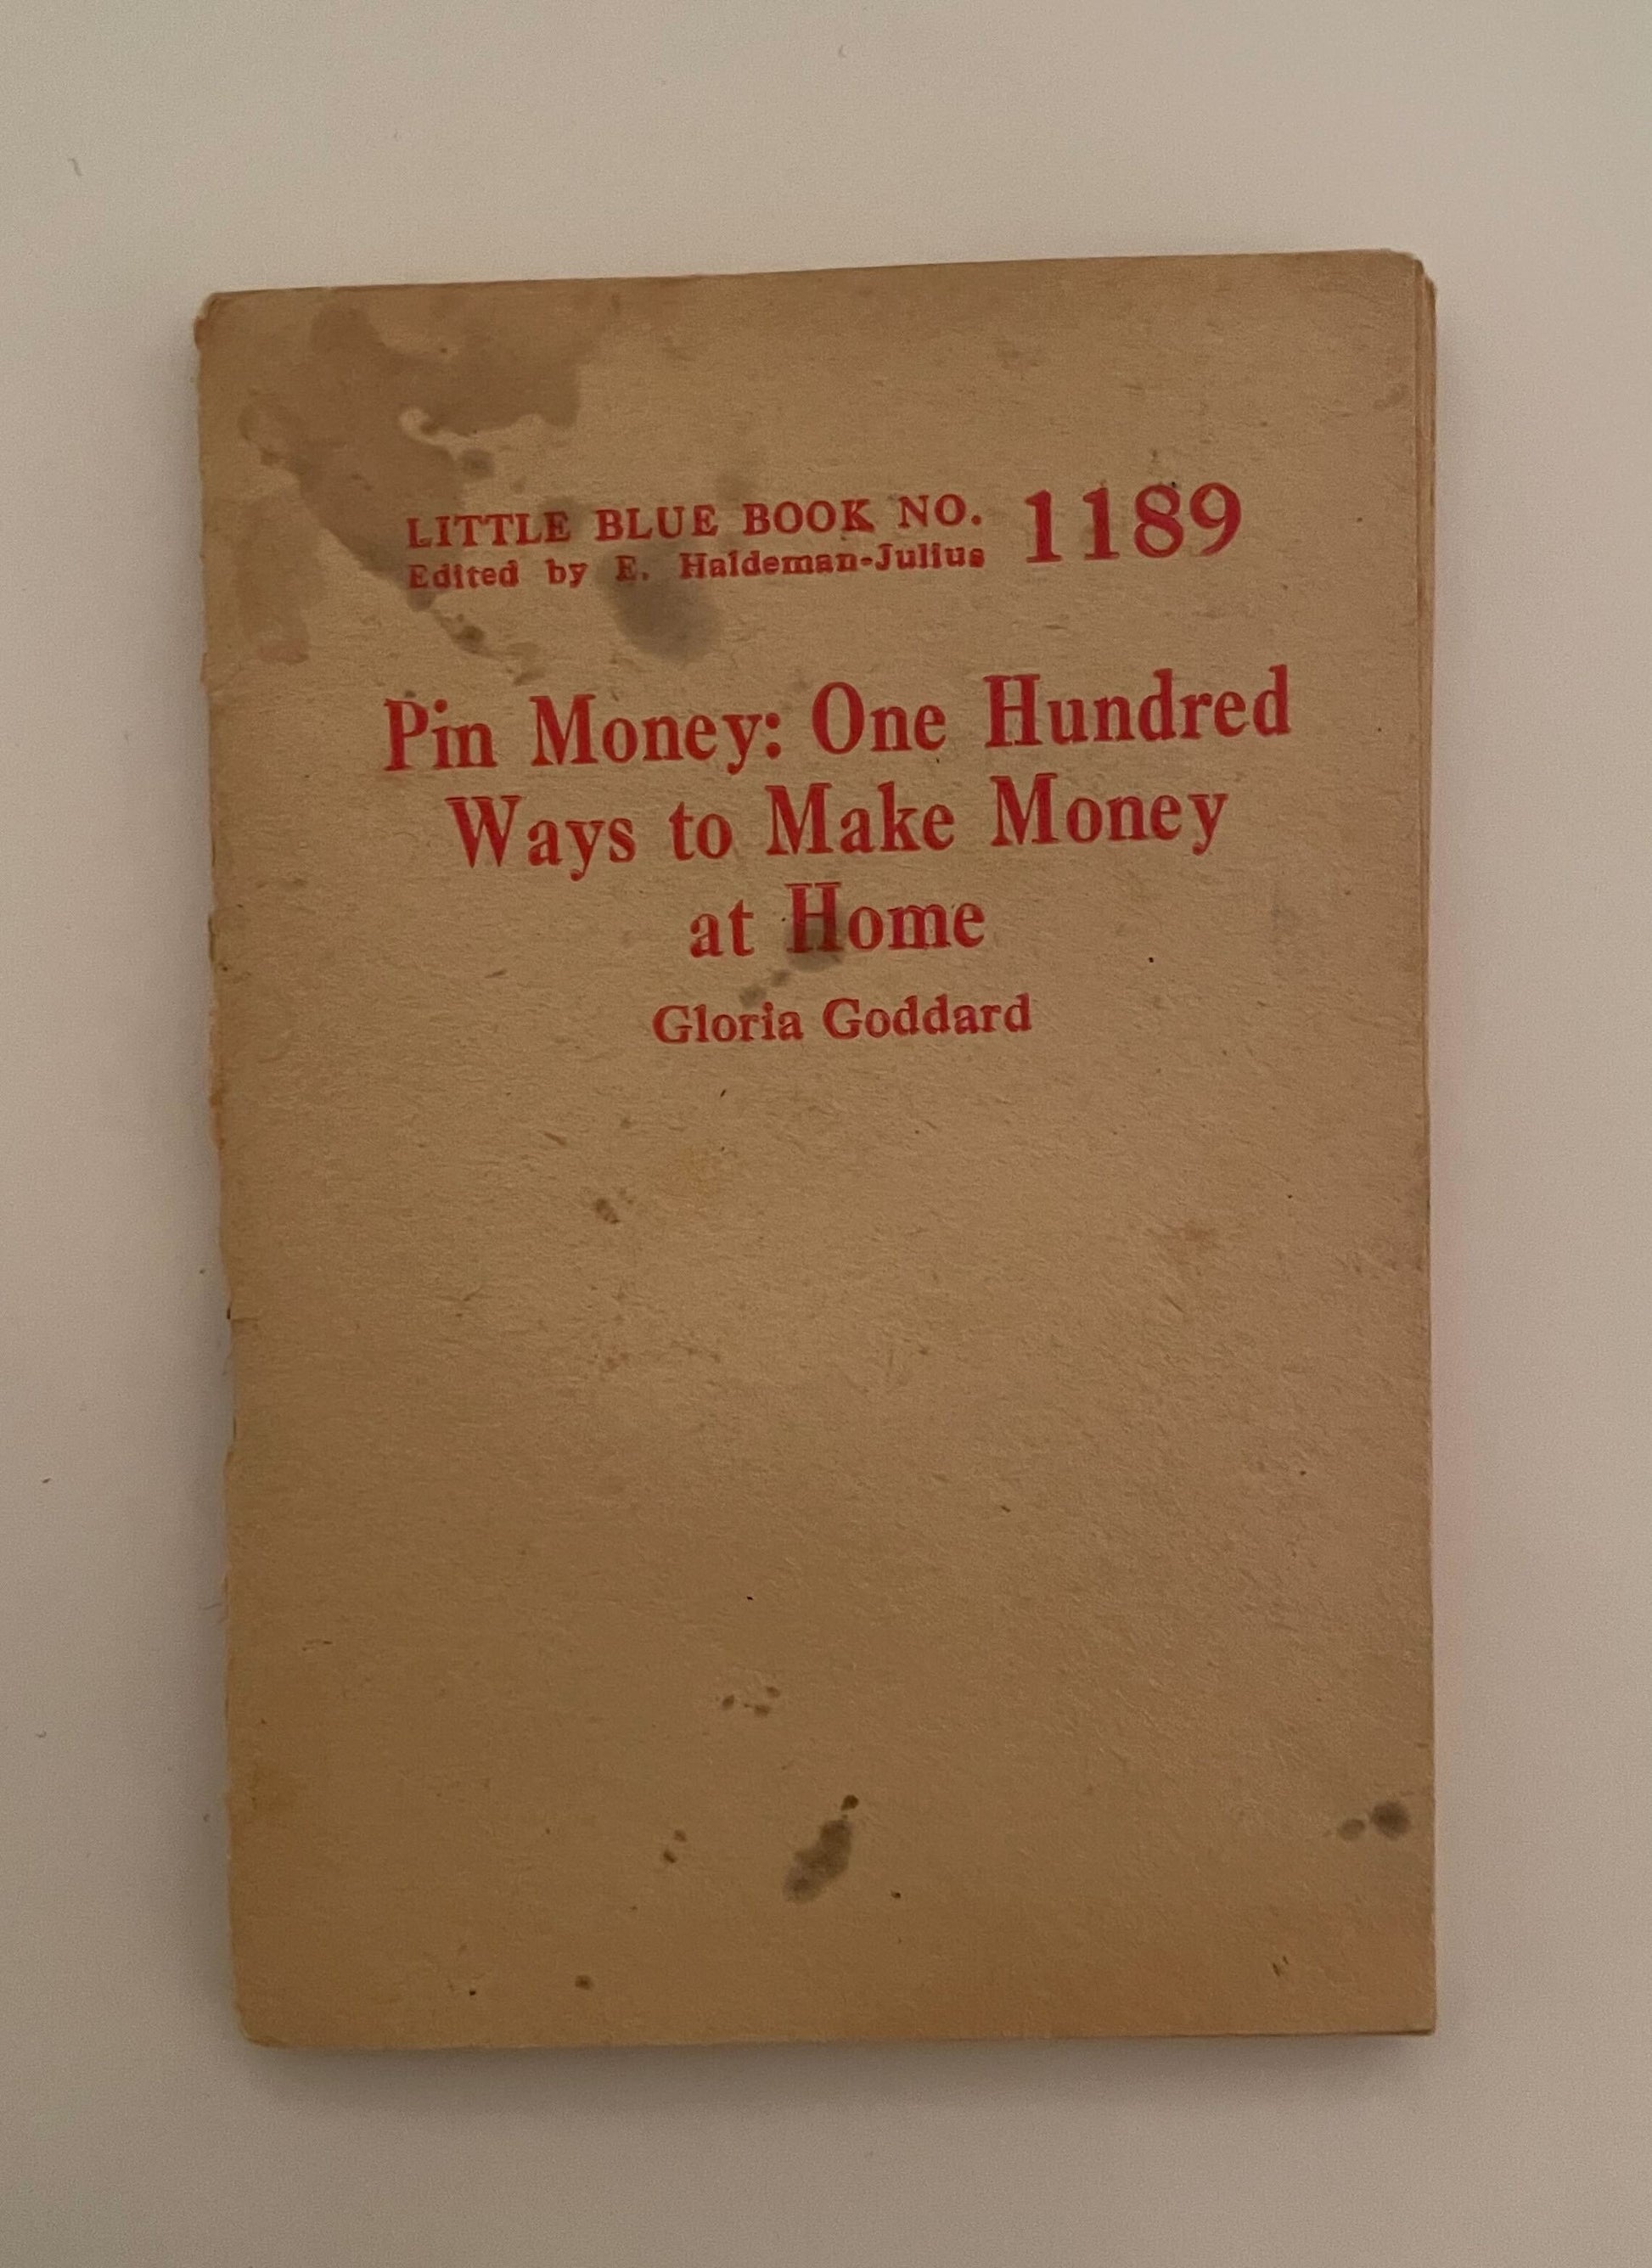 LITTLE BLUE BOOK NO. 1189
Edited by E. Haldeman-Julius
Pin Money: One Hundred
Ways to Make Money
at Home
Gloria Goddard